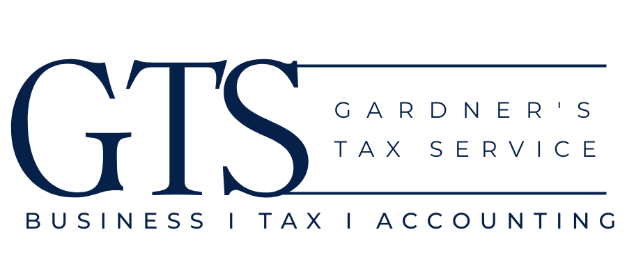 GTS
GARDNER'S
TAX SERVICE
BUSINESS I TAX I ACCOUNTING